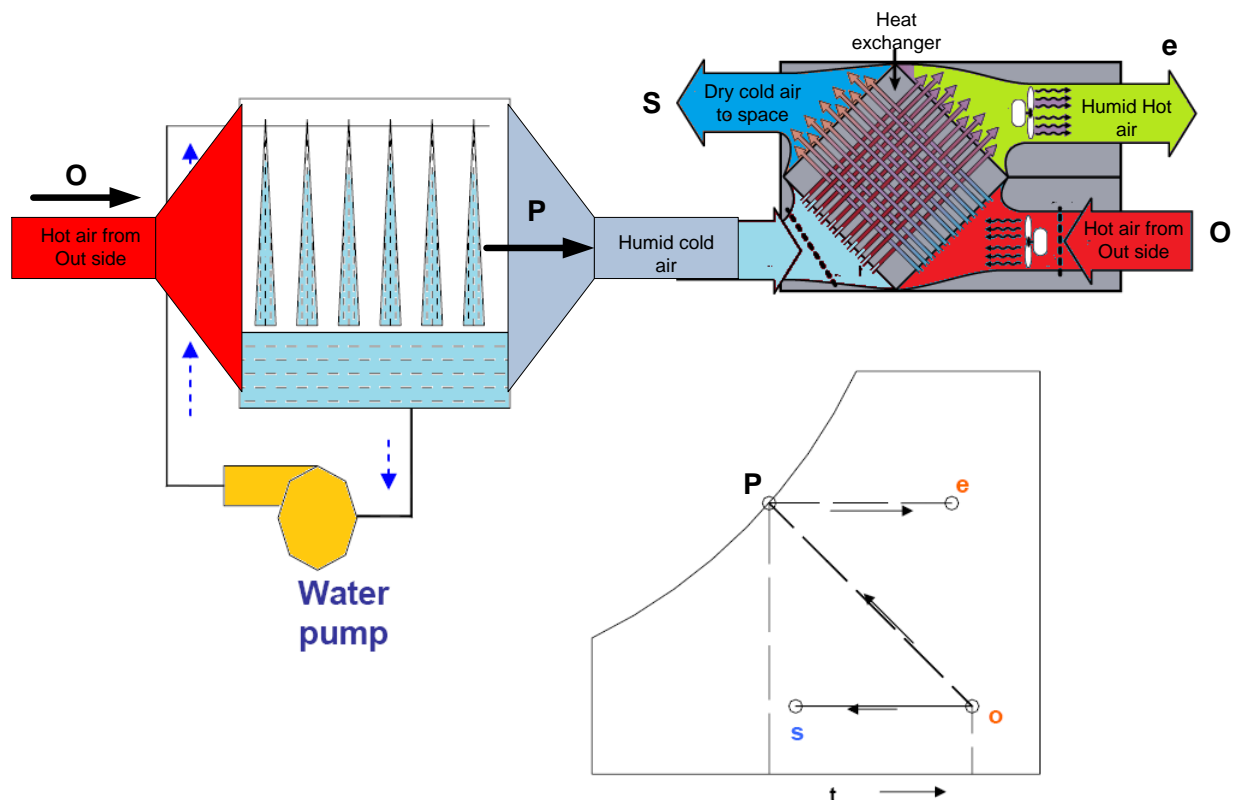 Heat
exchanger
e
S
Dry cold air
to space
Humid Hot
air
O
Hot air from
Out side
P
Humid cold
air
Hot air from
Out side
O
Water
pump
P
e
s
o
t